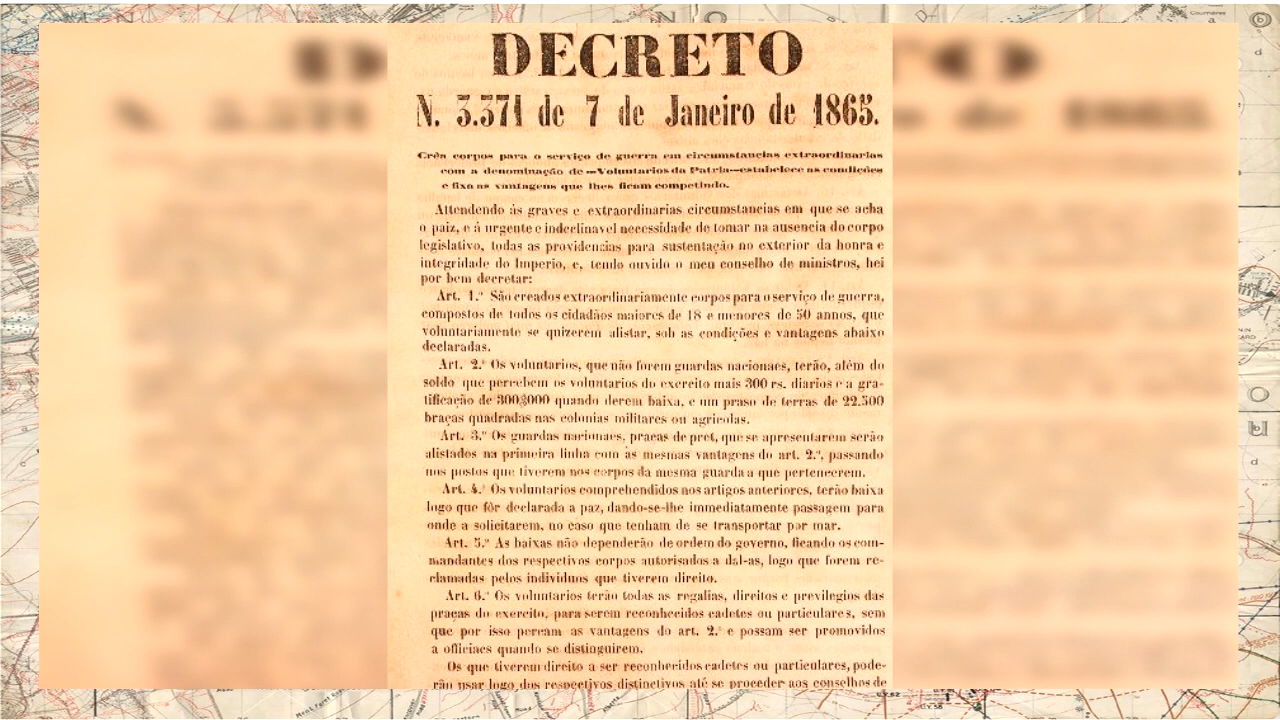 DECRETO
N. 3.371 de 7 de Janeiro de 1865.
Crêa corpos para o serviço de guerra em circumstancias extraordinarias
com a denominação de—Voluntarios da Patria—estabelece as condições
e fixa as vantagens que lhes ficam competindo.
Attendendo ás graves e extraordinarias circumstancias em que se acha
o paiz, e á urgente e indeclinavel necessidade de tomar na ausencia do corpo
legislativo, todas as providencias para sustentação no exterior da honra e
integridade do Imperio, e, tendo ouvido o meu conselho de ministros, hei
por bem decretar:
Art. 1.º São creados extraordinariamente corpos para o serviço de guerra,
compostos de todos os cidadãos maiores de 18 e menores de 50 annos, que
voluntariamente se quizerem alistar, sob as condições e vantagens abaixo
declaradas.
Art. 2.º Os voluntarios, que não forem guardas nacionaes, terão, além do
soldo que percebem os voluntarios do exercito mais 300 rs. diarios e a gra-
tificação de 300$000 quando derem baixa, e um praso de terras de 22.500
braças quadradas nas colonias militares ou agricolas.
Art. 3.º Os guardas nacionaes, praças de pret, que se apresentarem serão
alistados na primeira linha com as mesmas vantagens do art. 2.º, passando
nos postos que tiverem nos corpos da mesma guarda a que pertencerem.
Art. 4.º Os voluntarios comprehendidos nos artigos anteriores, terão baixa
logo que fôr declarada a paz, dando-se-lhe immediatamente passagem para
onde a solicitarem, no caso que tenham de se transportar por mar.
Art. 5.º As baixas não dependerão de ordem do governo, ficando os com-
mandantes dos respectivos corpos autorisados a dal-as, logo que forem re-
clamadas pelos individuos que tiverem direito.
Art. 6.º Os voluntarios terão todas as regalias, direitos e previlegios das
praças do exercito, para serem reconhecidos cadetes ou particulares, sem
que por isso percam as vantagens do art. 2.º e possam ser promovidos
a officiaes quando se distinguirem.
Os que tiverem direito a ser reconhecidos cadetes ou particulares, pode-
rão usar logo dos respectivos distinctivos até se proceder aos conselhos de